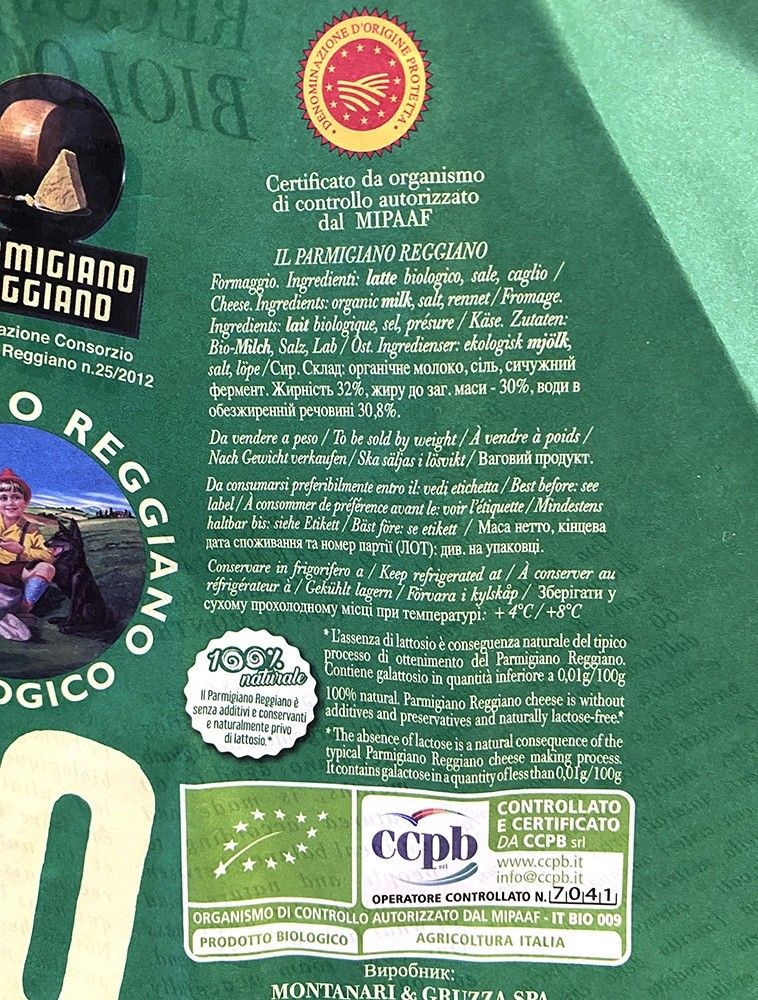 DENOMINAZIONE D'ORIGINE PROTETTA
Certificato da organismo
di controllo autorizzato
dal MIPAAF
IL PARMIGIANO REGGIANO
Formaggio. Ingredienti: latte biologico, sale, caglio /
Cheese. Ingredients: organic milk, salt, rennet / Fromage.
Ingredients: lait biologique, sel, présure / Käse. Zutaten:
Bio-Milch, Salz, Lab / Ost. Ingredienser: ekologisk mjölk,
salt, löpe / Сир. Склад: органічне молоко, сіль, сичужний
фермент. Жирність 32%, жиру до заг. маси - 30%, води в
обезжиренній речовині 30,8%.
Da vendere a peso / To be sold by weight / À vendre à poids /
Nach Gewicht verkaufen / Ska säljas i lösvikt / Ваговий продукт.
Da consumarsi preferibilmente entro il: vedi etichetta / Best before: see
label / À consommer de préférence avant le: voir l'étiquette / Mindestens
haltbar bis: siehe Etikett / Bäst före: se etikett / Маса нетто, кінцева
дата споживання та номер партії (ЛОТ): див. на упаковці.
Conservare in frigorifero a / Keep refrigerated at / À conserver au
réfrigérateur à / Gekühlt lagern / Förvara i kylskåp / Зберігати у
сухому прохолодному місці при температурі: +4°C/+8°C
100%
naturale
Il Parmigiano Reggiano è
senza additivi e conservanti
e naturalmente privo
di lattosio.*
*L'assenza di lattosio è conseguenza naturale del tipico
processo di ottenimento del Parmigiano Reggiano.
Contiene galattosio in quantità inferiore a 0,01g/100g
100% natural. Parmigiano Reggiano cheese is without
additives and preservatives and naturally lactose-free.*
*The absence of lactose is a natural consequence of the
typical Parmigiano Reggiano cheese making process.
It contains galactose in a quantity of less than 0,01g/100g
ccpb srl
CONTROLLATO
E CERTIFICATO
DA CCPB srl
www.ccpb.it
info@ccpb.it
OPERATORE CONTROLLATO N. 7041
ORGANISMO DI CONTROLLO AUTORIZZATO DAL MIPAAF - IT BIO 009
PRODOTTO BIOLOGICO
AGRICOLTURA ITALIA
Виробник:
MONTANARI & GRUZZA SPA
RMIGIANO
GGIANO
azione Consorzio
Reggiano n.25/2012
O REGGIANO
OGICO